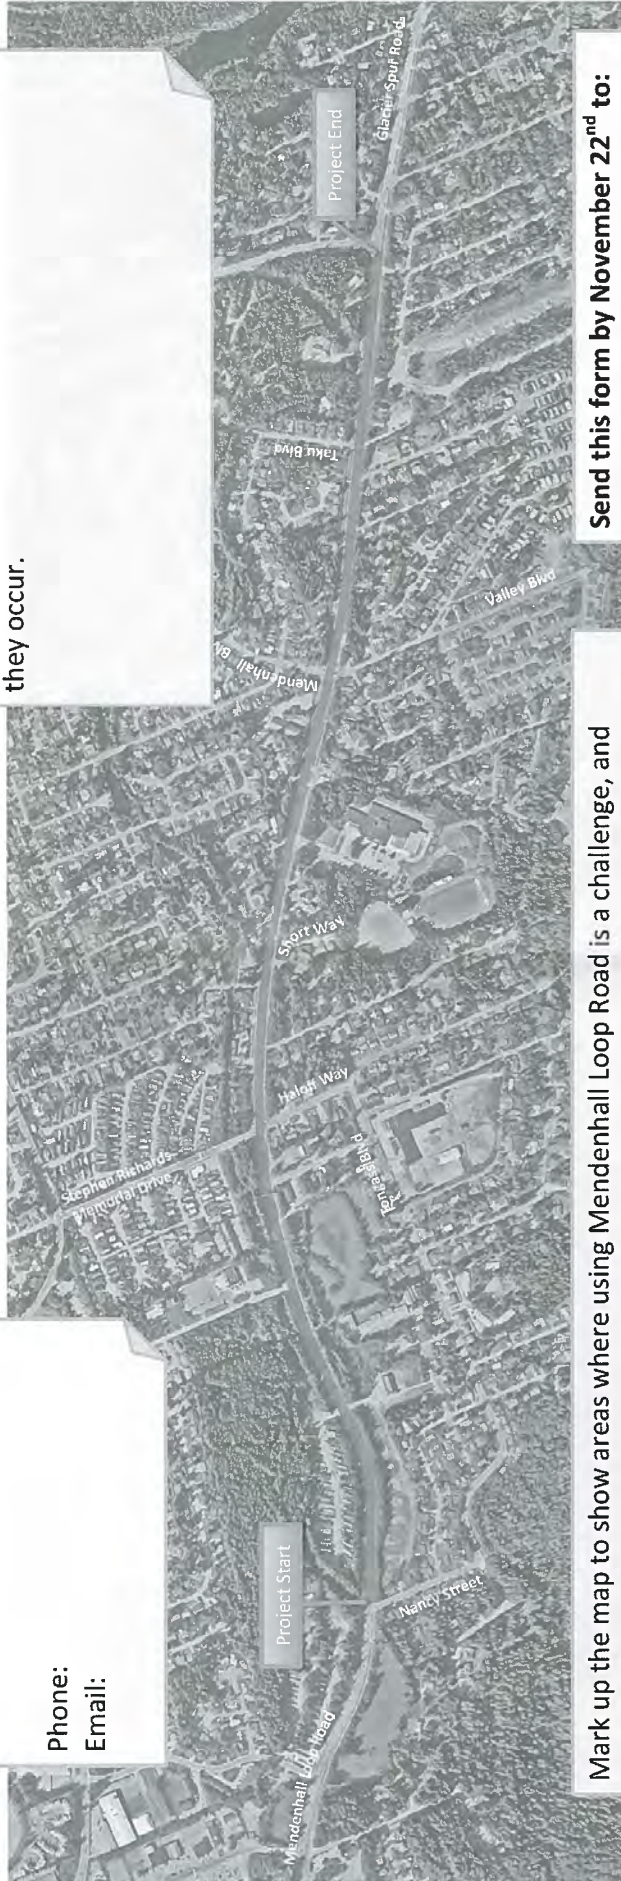 they occur.
Phone:
Email:
Glacier Spur Road
Project End
Taku Blvd
Mendenhall Bl
Valley Blvd
Short Way
Stephen Richards
Memorial Drive
Haloff Way
Tongass Blvd
Project Start
Nancy Street
Mendenhall Loop Road
Mark up the map to show areas where using Mendenhall Loop Road is a challenge, and
Send this form by November 22nd to: